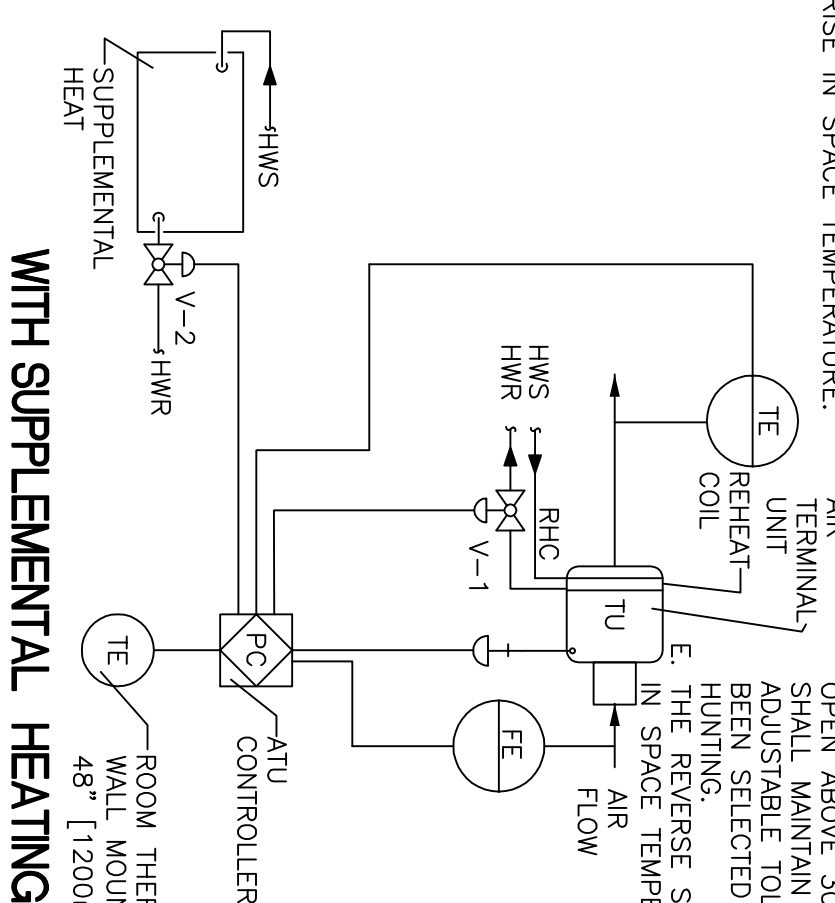 RISE IN SPACE TEMPERATURE.
AIR
TERMINAL
UNIT
REHEAT
COIL
TE
OPEN ABOVE
SHALL MAINTAIN
ADJUSTABLE TOL
BEEN SELECTED
HUNTING.
E. THE REVERSE S
IN SPACE TEMPE
TU
AIR
FLOW
HWS
HWR
RHC
V-1
FE
HWS
PC
ATU
CONTROLLER
V-2
HWR
SUPPLEMENTAL
HEAT
TE
ROOM THER
WALL MOUN
48" [1200
WITH SUPPLEMENTAL HEATING